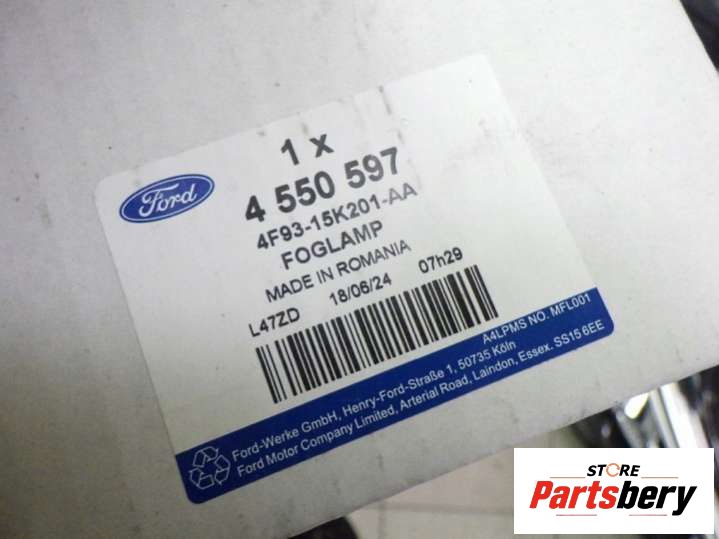 Ford
1 x
4 550 597
4F93-15K201-AA
FOGLAMP
MADE IN ROMANIA
L47ZD 18/06/24 07h29
A4LPMS NO. MFL001
Ford-Werke GmbH, Henry-Ford-Straße 1, 50735 Köln
Ford Motor Company Limited, Arterial Road, Laindon, Essex. SS15 6EE
STORE
Partsbery